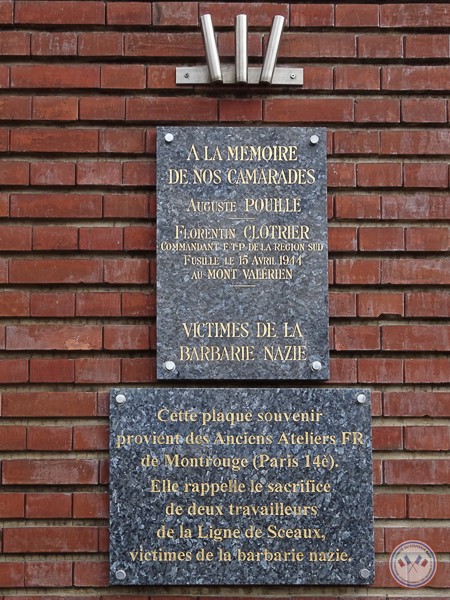 A LA MEMOIRE
DE NOS CAMARADES
AUGUSTE POUILLE
FLORENTIN CLOTRIER
COMMANDANT F.T.P. DE LA REGION SUD
FUSILLE LE 15 AVRIL 1944
AU MONT VALERIEN
VICTIMES DE LA
BARBARIE NAZIE
Cette plaque souvenir
provient des Anciens Ateliers FR
de Montrouge (Paris 14è).
Elle rappelle le sacrifice
de deux travailleurs
de la Ligne de Sceaux,
victimes de la barbarie nazie.